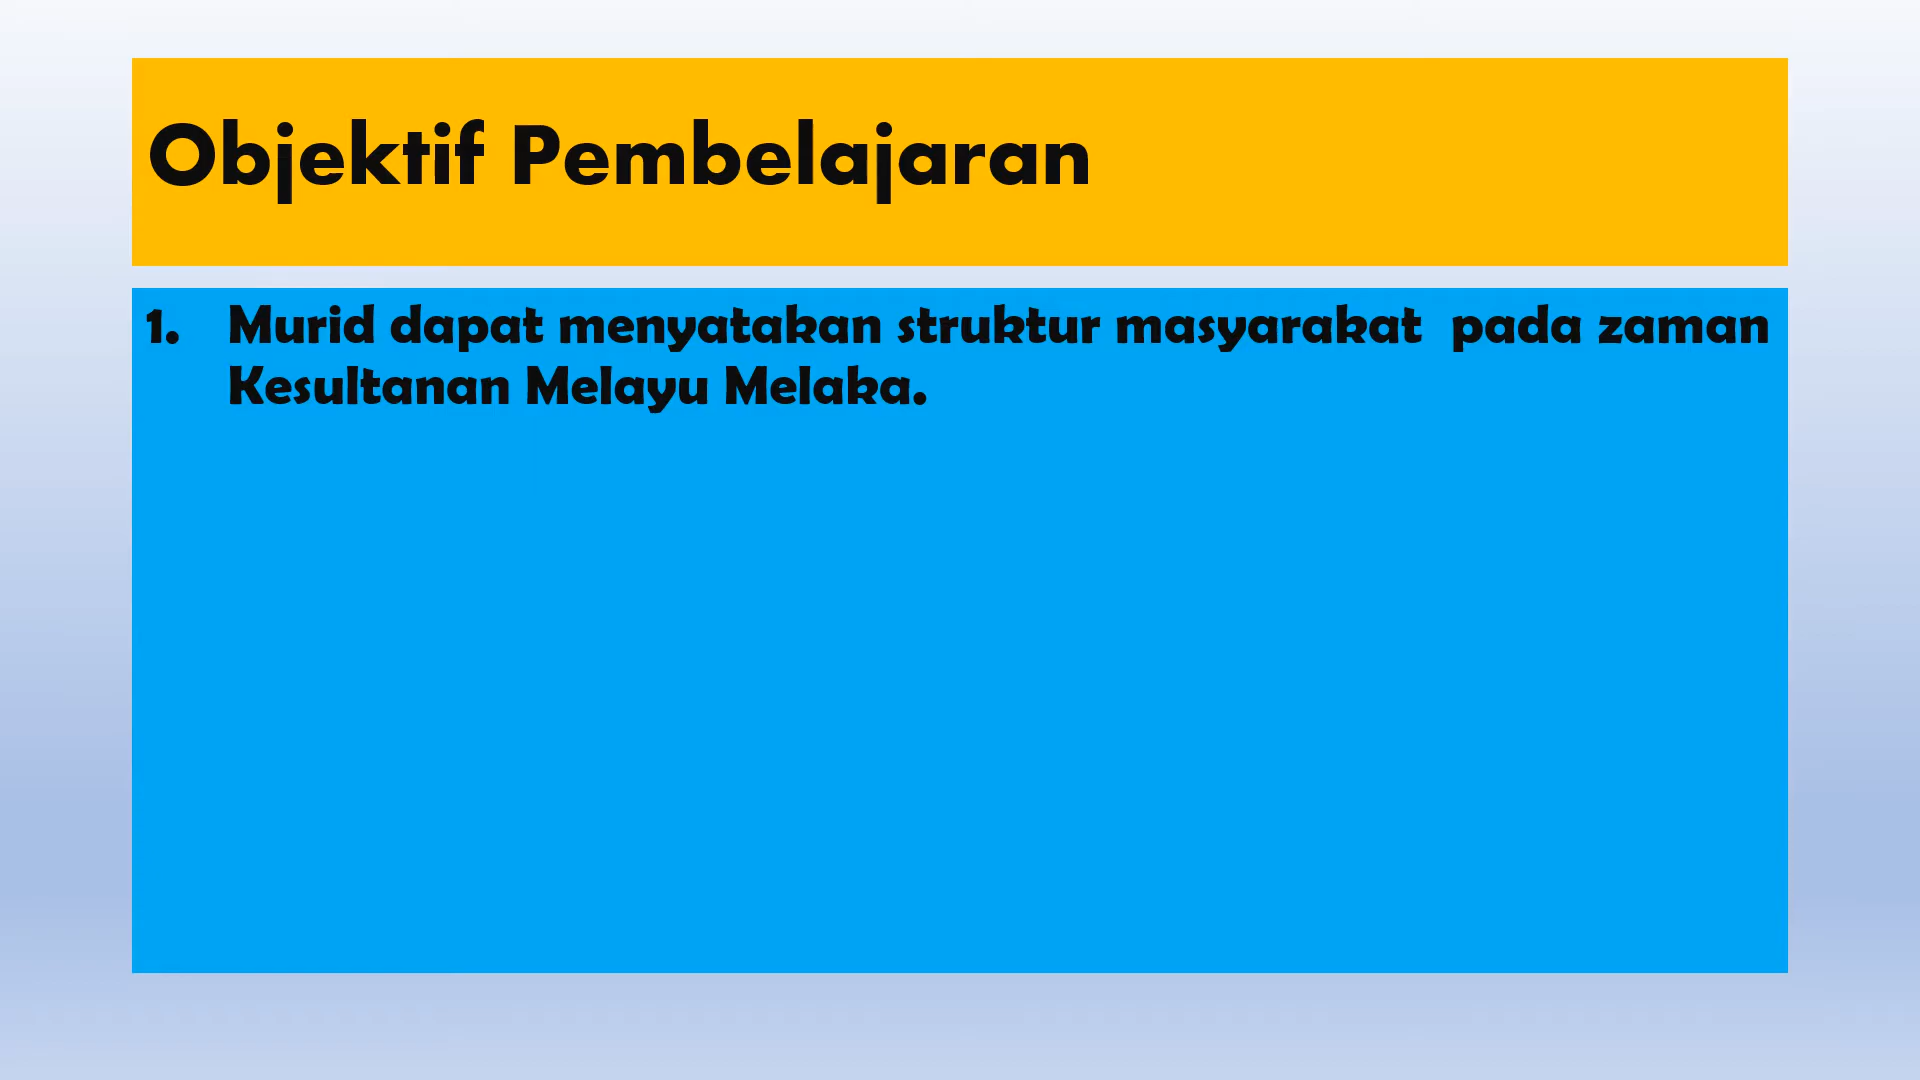 Objektif Pembelajaran
1. Murid dapat menyatakan struktur masyarakat pada zaman
Kesultanan Melayu Melaka.